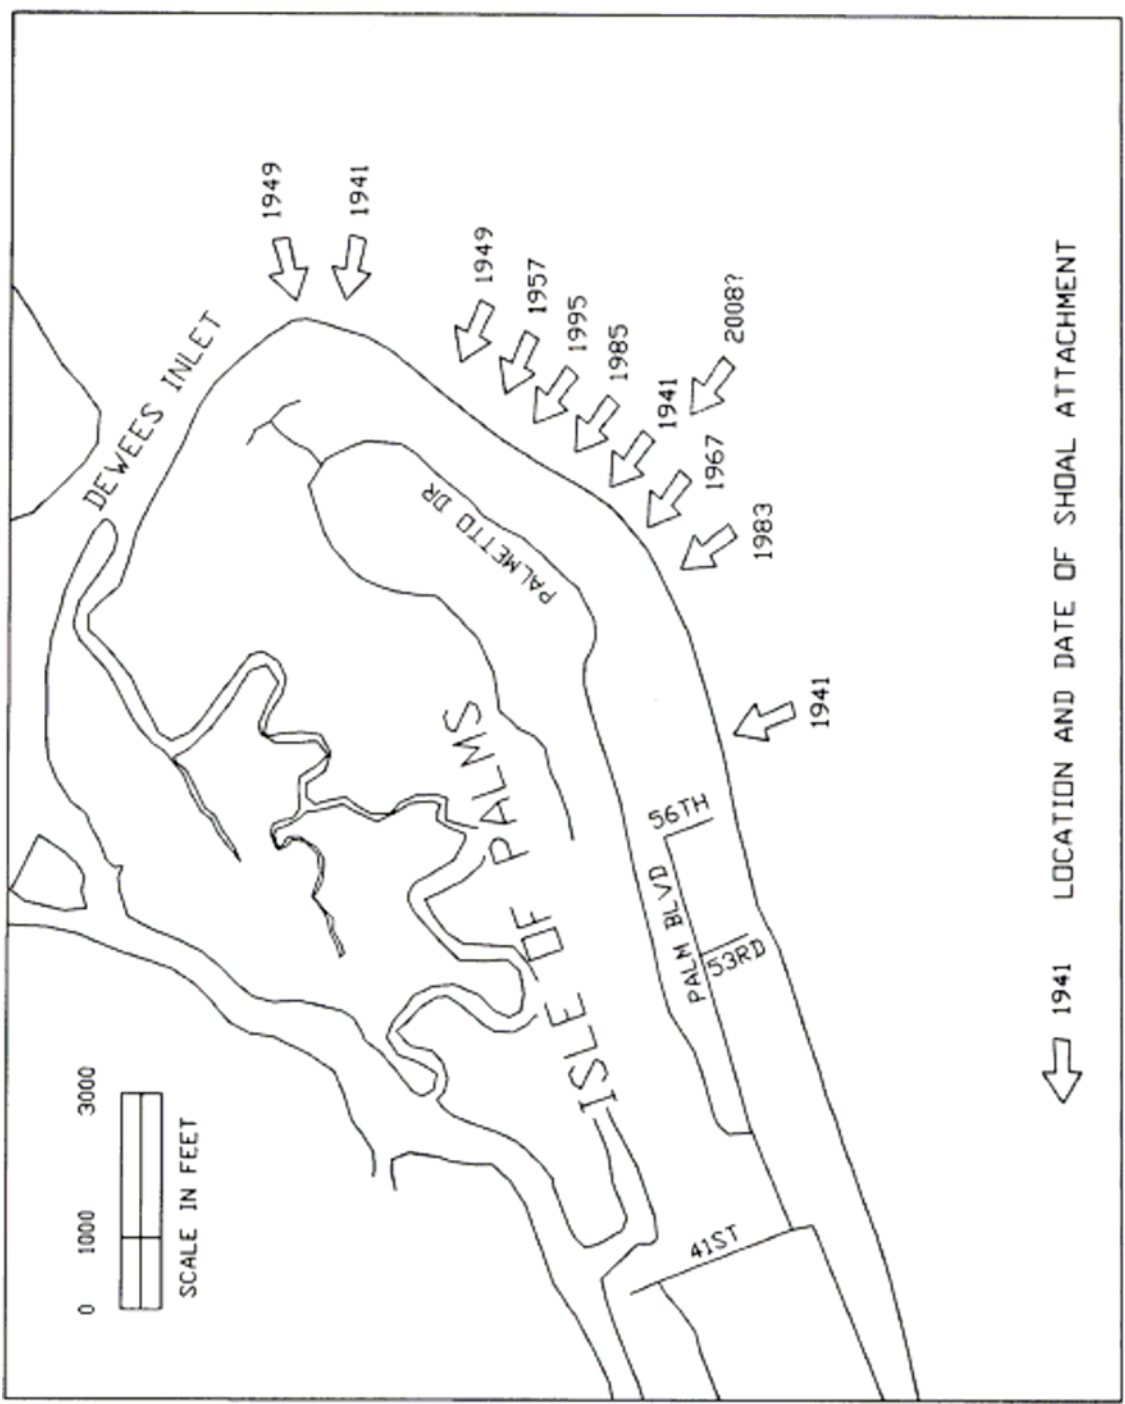 1949
1941
1949
1957
1995
1985
1941
2008?
1967
1983
1941
DEWEES INLET
PALMETTO DR
ISLE OF PALMS
56TH
PALM BLVD
53RD
41ST
0 1000 3000
SCALE IN FEET
1941 LOCATION AND DATE OF SHOAL ATTACHMENT